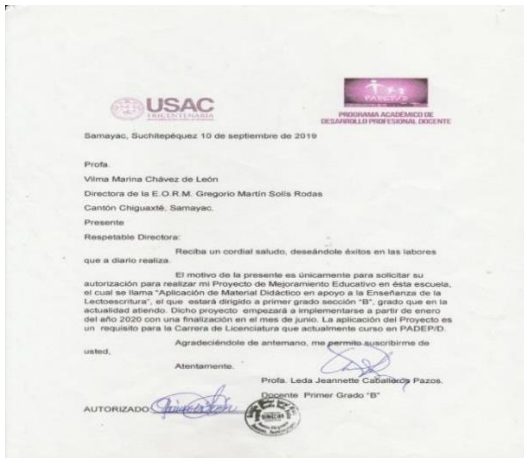 USAC
TRICENTENARIA
PADEP/D
PROGRAMA ACADÉMICO DE
DESARROLLO PROFESIONAL DOCENTE
Samayac, Suchitepéquez 10 de septiembre de 2019
Profa.
Vilma Marina Chávez de León
Directora de la E.O.R.M. Gregorio Martín Solís Rodas
Cantón Chiguaxté, Samayac.
Presente
Respetable Directora:
Reciba un cordial saludo, deseándole éxitos en las labores
que a diario realiza.
El motivo de la presente es únicamente para solicitar su
autorización para realizar mi Proyecto de Mejoramiento Educativo en ésta escuela,
el cual se llama "Aplicación de Material Didáctico en apoyo a la Enseñanza de la
Lectoescritura", el que estará dirigido a primer grado sección "B", grado que en la
actualidad atiendo. Dicho proyecto empezará a implementarse a partir de enero
del año 2020 con una finalización en el mes de junio. La aplicación del Proyecto es
un requisito para la Carrera de Licenciatura que actualmente curso en PADEP/D.
Agradeciéndole de antemano, me permito suscribirme de
usted,
Atentamente.
Profa. Leda Jeannette Caballeros Pazos.
Docente Primer Grado "B"
AUTORIZADO: